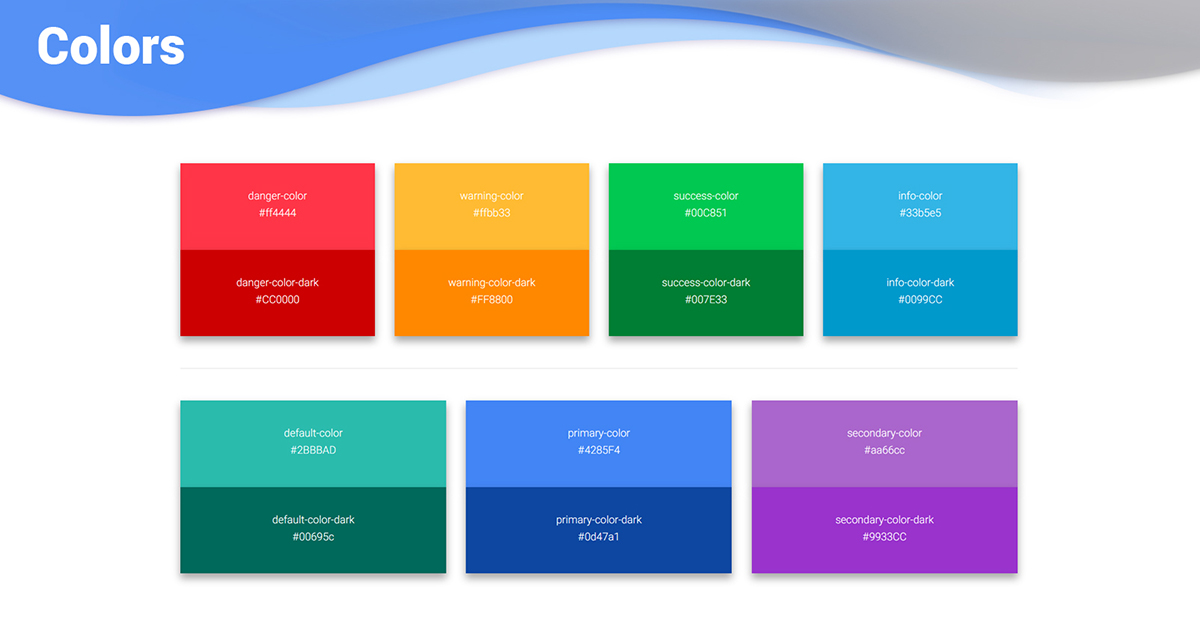 Colors
danger-color
#ff4444
warning-color
#ffbb33
success-color
#00C851
info-color
#33b5e5
danger-color-dark
#CC0000
warning-color-dark
#FF8800
success-color-dark
#007E33
info-color-dark
#0099CC
default-color
#2BBBAD
primary-color
#4285F4
secondary-color
#aa66cc
default-color-dark
#00695c
primary-color-dark
#0d47a1
secondary-color-dark
#9933CC